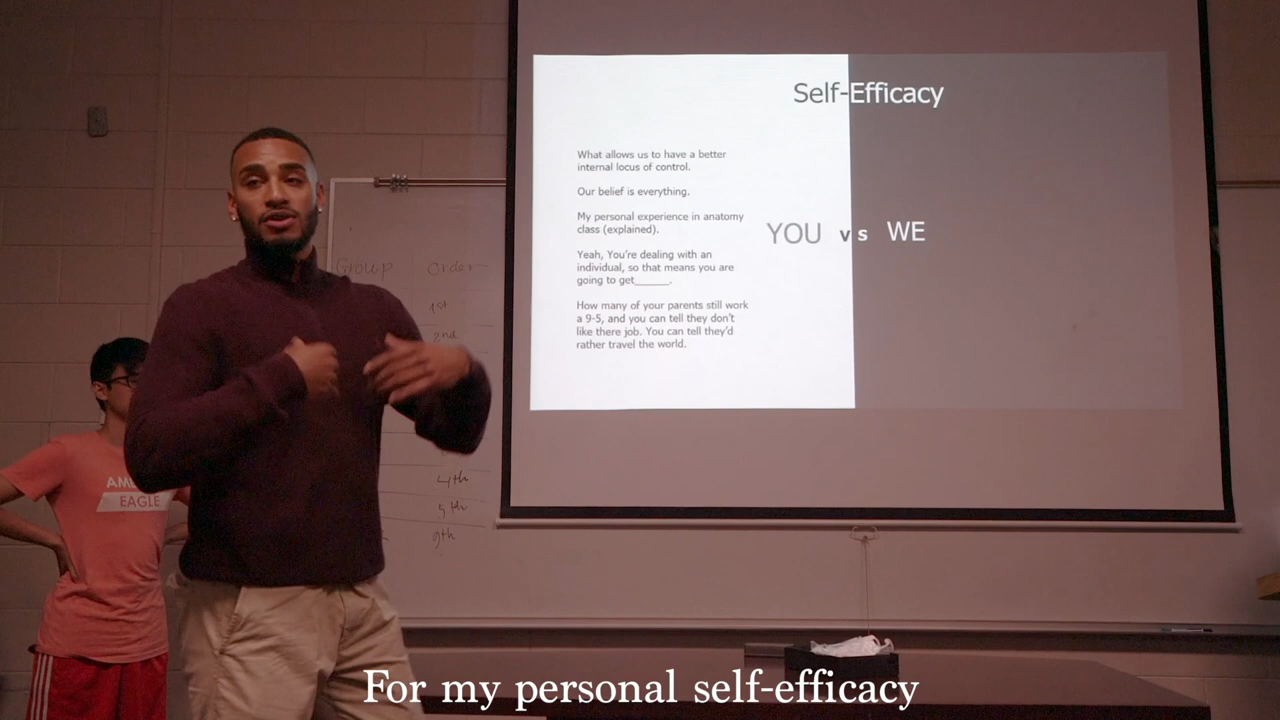 Self-Efficacy
What allows us to have a better
internal locus of control.
Our belief is everything.
My personal experience in anatomy
class (explained).
Yeah, You're dealing with an
individual, so that means you are
going to get______.
How many of your parents still work
a 9-5, and you can tell they don't
like there job. You can tell they'd
rather travel the world.
YOU vs WE
Group Order
1st
2nd
4th
5th
9th
EAGLE
For my personal self-efficacy